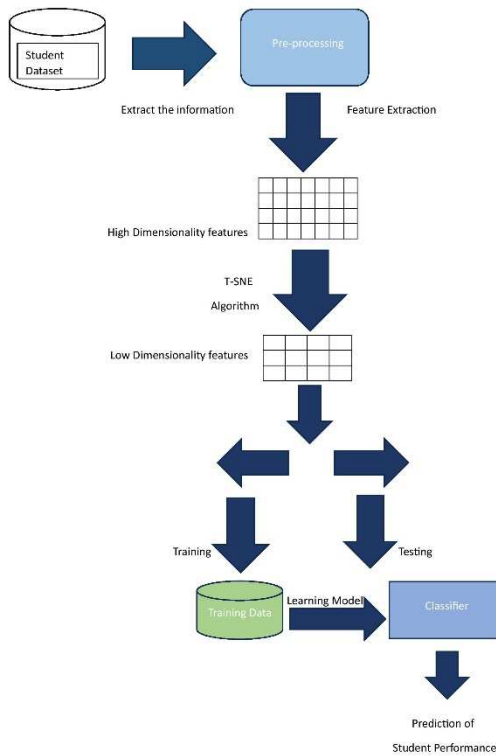 Student
Dataset
Pre-processing
Extract the information
Feature Extraction
High Dimensionality features
T-SNE
Algorithm
Low Dimensionality features
Training
Testing
Training Data
Learning Model
Classifier
Prediction of
Student Performance